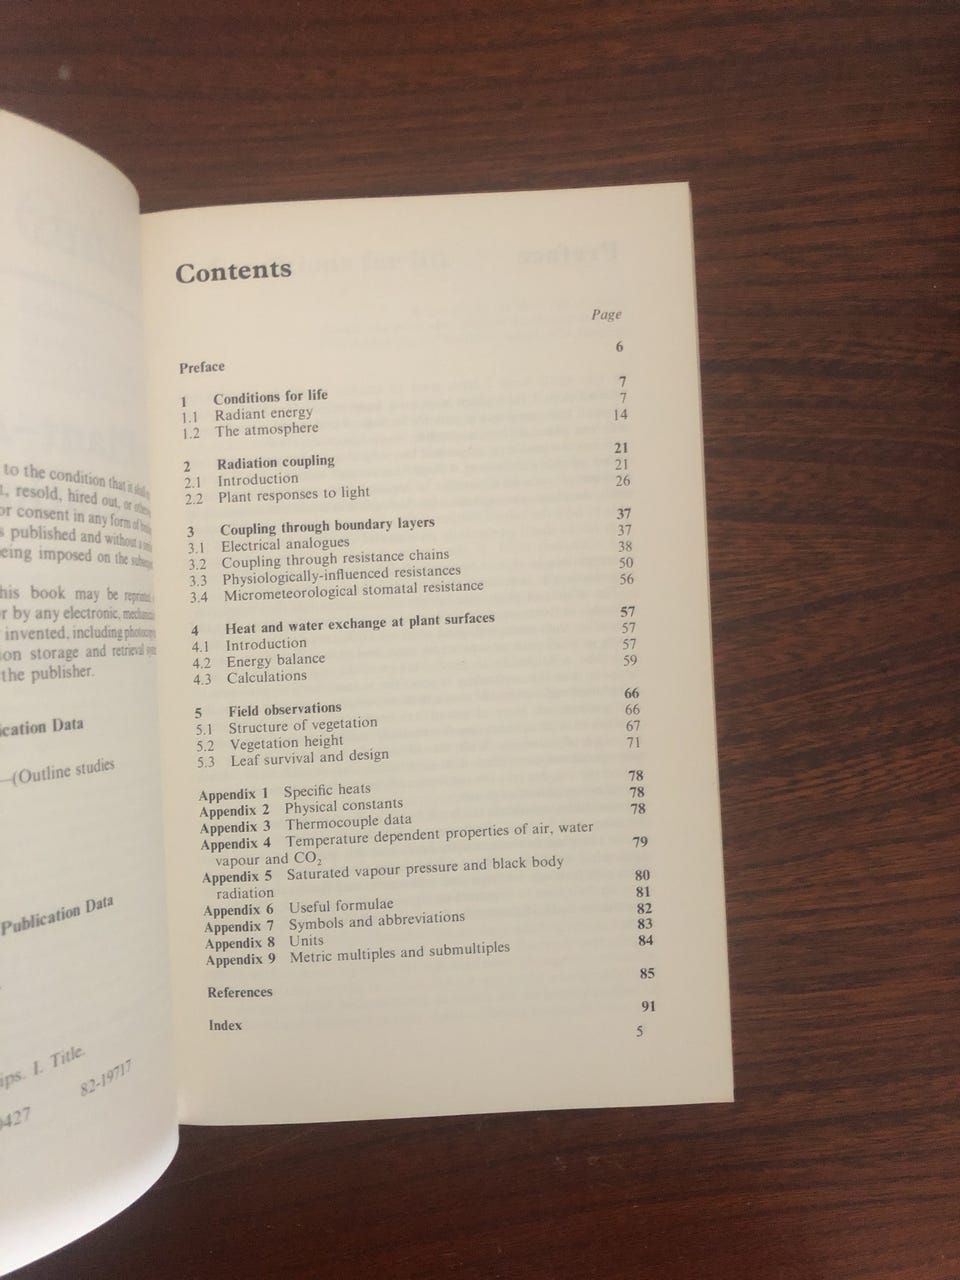 to the condition that it shall
resold, hired out, or
or consent in any form of
published and without a
being imposed on the
his book may be
r by any electronic,
invented, including
ion storage and retrieval
the publisher.
ication Data
—(Outline studies
Publication Data
ips. I. Title.
82-19717
Contents
Page
Preface 6
1 Conditions for life 7
1.1 Radiant energy 7
1.2 The atmosphere 14
2 Radiation coupling 21
2.1 Introduction 21
2.2 Plant responses to light 26
3 Coupling through boundary layers 37
3.1 Electrical analogues 37
3.2 Coupling through resistance chains 38
3.3 Physiologically-influenced resistances 50
3.4 Micrometeorological stomatal resistance 56
4 Heat and water exchange at plant surfaces 57
4.1 Introduction 57
4.2 Energy balance 57
4.3 Calculations 59
5 Field observations 66
5.1 Structure of vegetation 66
5.2 Vegetation height 67
5.3 Leaf survival and design 71
Appendix 1 Specific heats 78
Appendix 2 Physical constants 78
Appendix 3 Thermocouple data 78
Appendix 4 Temperature dependent properties of air, water
vapour and CO₂ 79
Appendix 5 Saturated vapour pressure and black body
radiation 80
Appendix 6 Useful formulae 81
Appendix 7 Symbols and abbreviations 82
Appendix 8 Units 83
Appendix 9 Metric multiples and submultiples 84
References 85
Index 91
5